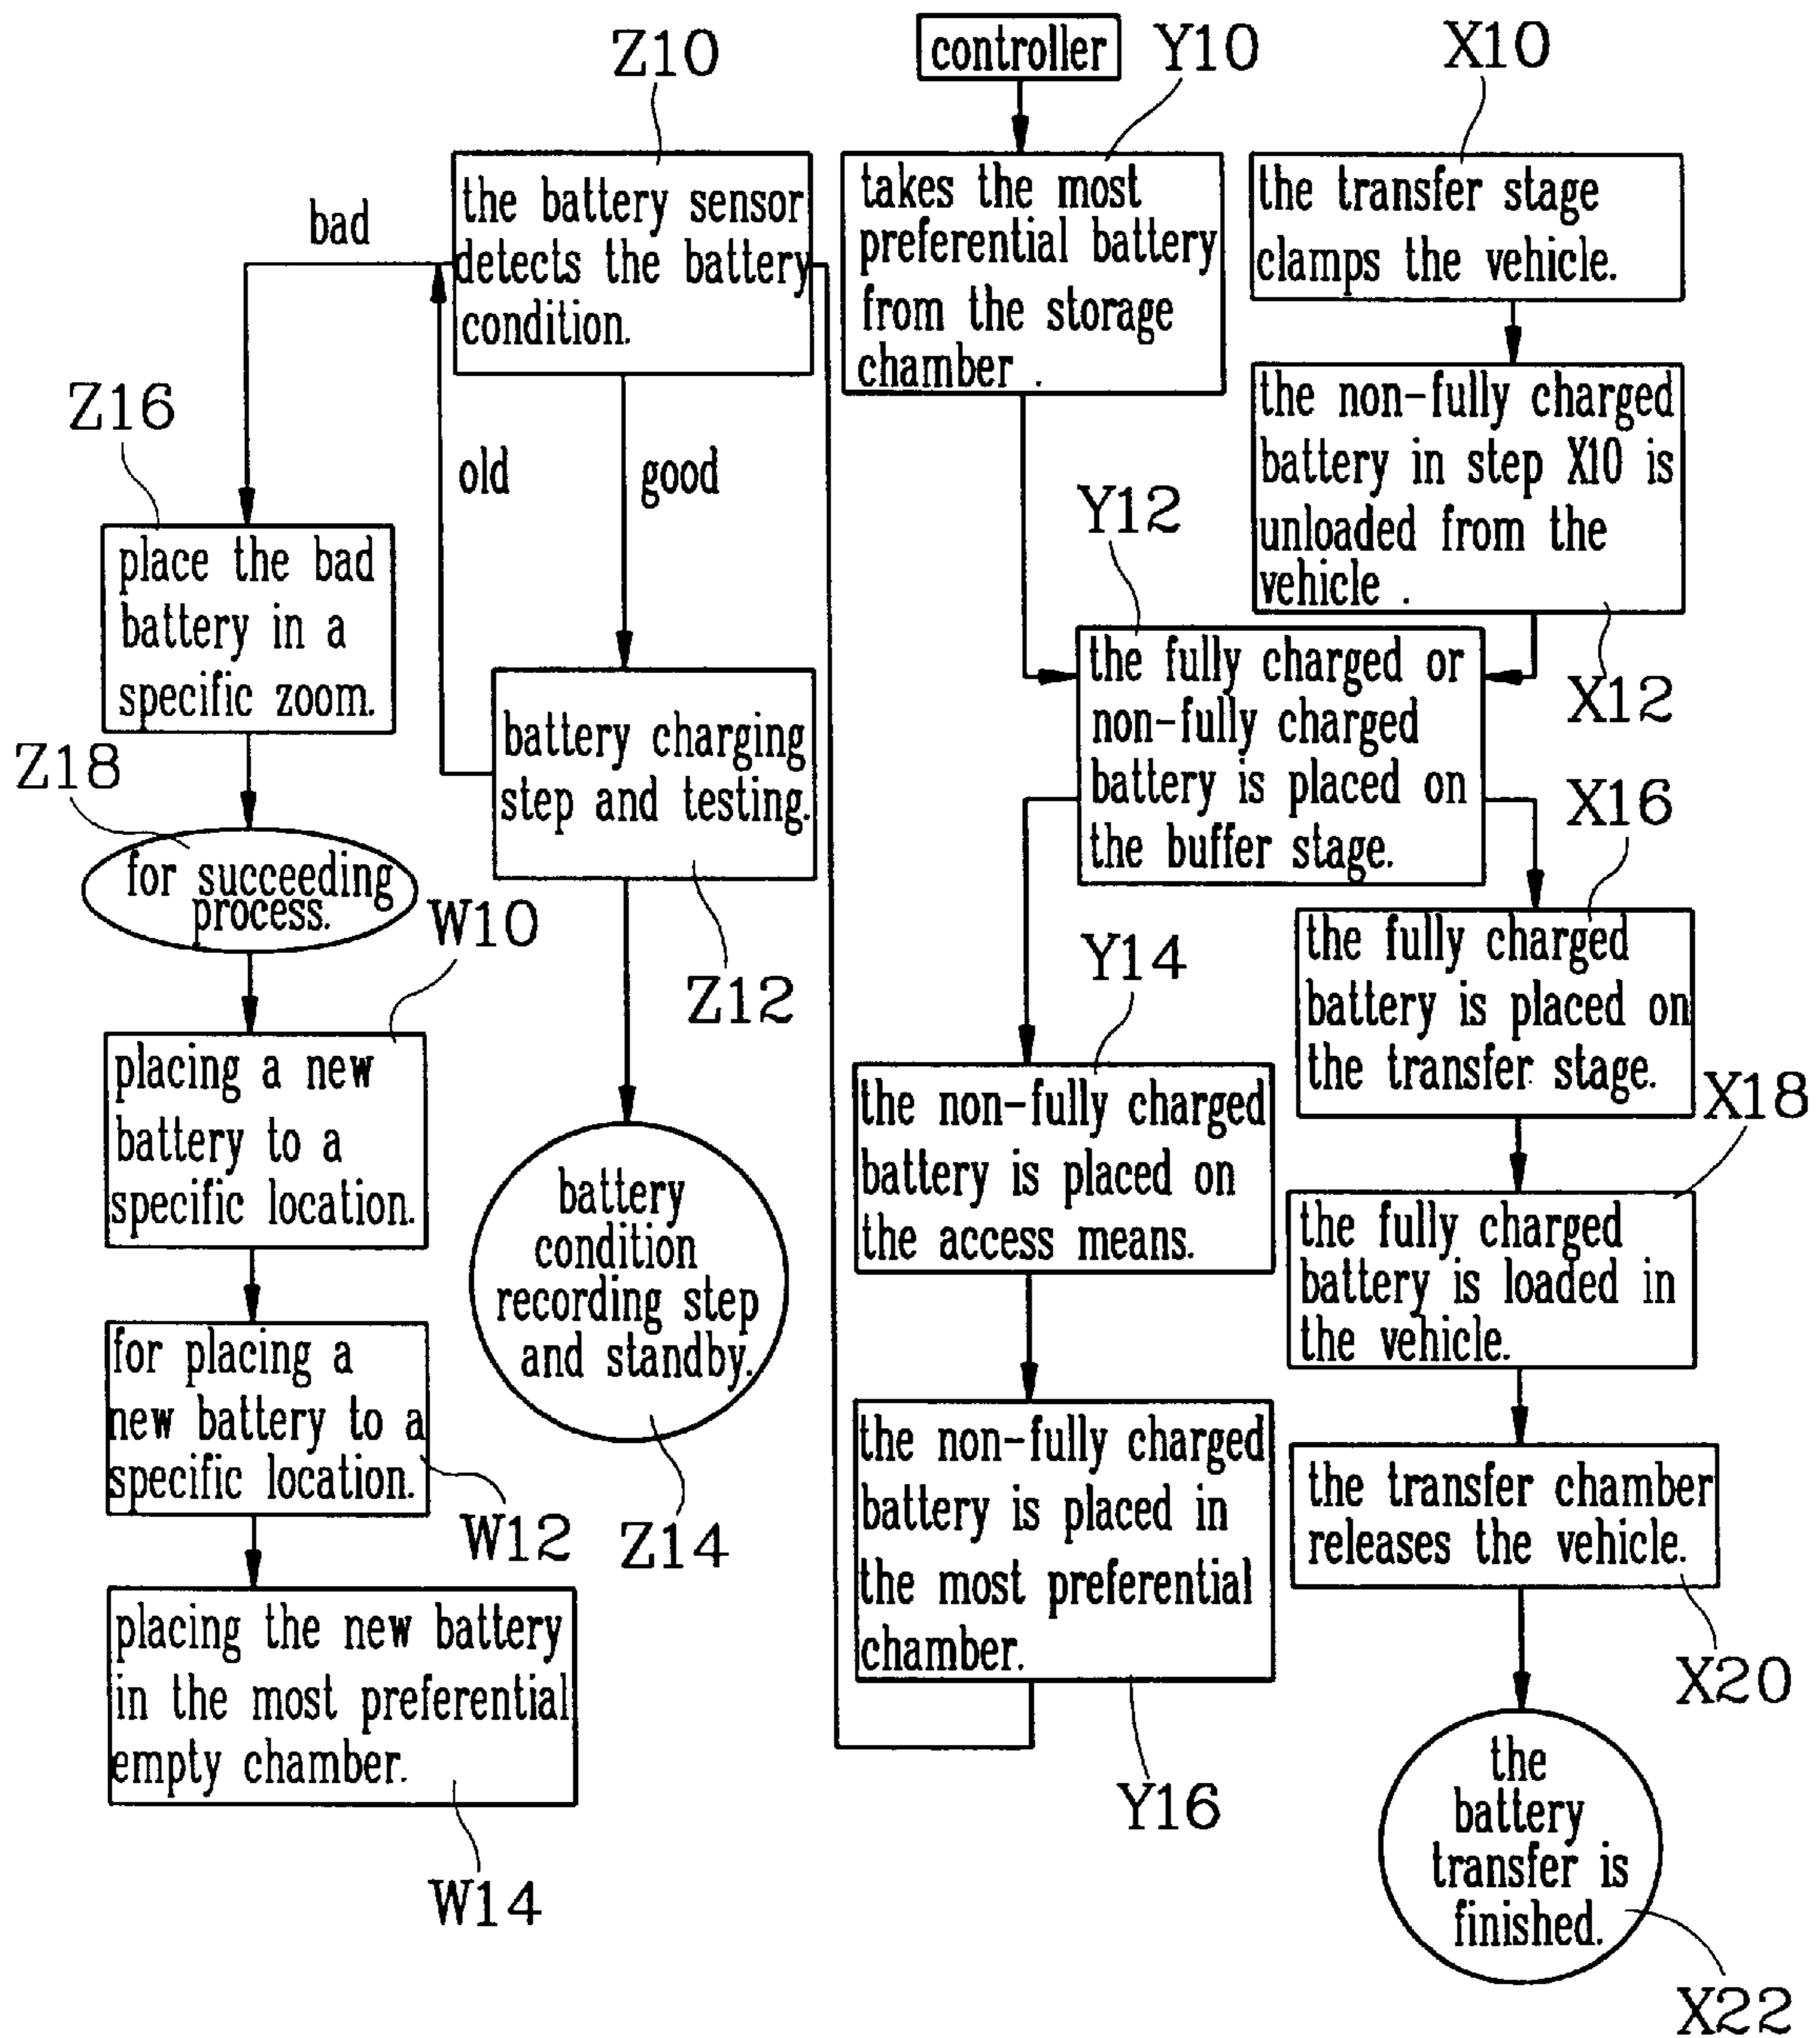 controller
Z10
Y10
X10
the battery sensor
detects the battery
condition.
takes the most
preferential battery
from the storage
chamber .
the transfer stage
clamps the vehicle.
bad
the non-fully charged
battery in step X10 is
unloaded from the
vehicle .
X12
Z16
old
good
Y12
place the bad
battery in a
specific zoom.
the fully charged or
non-fully charged
battery is placed on
the buffer stage.
Z18
for succeeding
process.
battery charging
step and testing.
Z12
X16
the fully charged
battery is placed on
the transfer stage.
W10
placing a new
battery to a
specific location.
Y14
the non-fully charged
battery is placed on
the access means.
X18
the fully charged
battery is loaded in
the vehicle.
battery
condition
recording step
and standby.
Z14
for placing a
new battery to a
specific location.
W12
the non-fully charged
battery is placed in
the most preferential
chamber.
Y16
the transfer chamber
releases the vehicle.
X20
placing the new battery
in the most preferential
empty chamber.
W14
the
battery
transfer is
finished.
X22